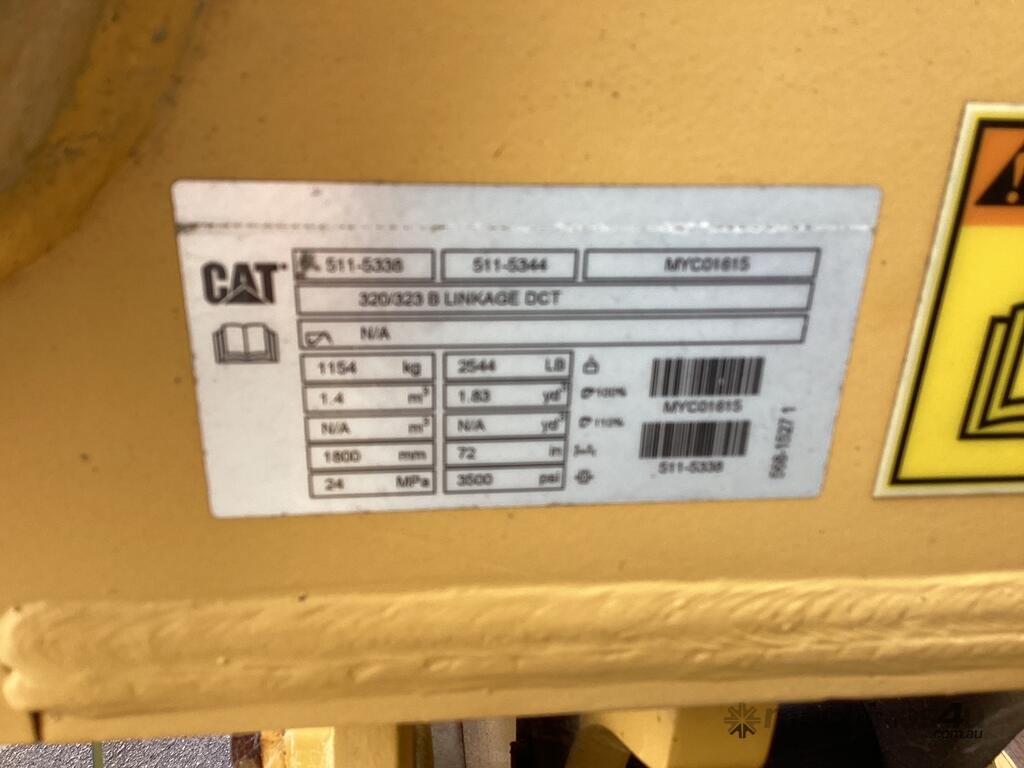 CAT
511-5338 511-5344 MYC01615
320/323 B LINKAGE DCT
N/A
1154 kg 2544 LB
1.4 m³ 1.83 yd³ 100%
N/A m³ N/A yd³ 110%
1800 mm 72 in
24 MPa 3500 psi
MYC01615
511-5338
568-1527 1
.com.au